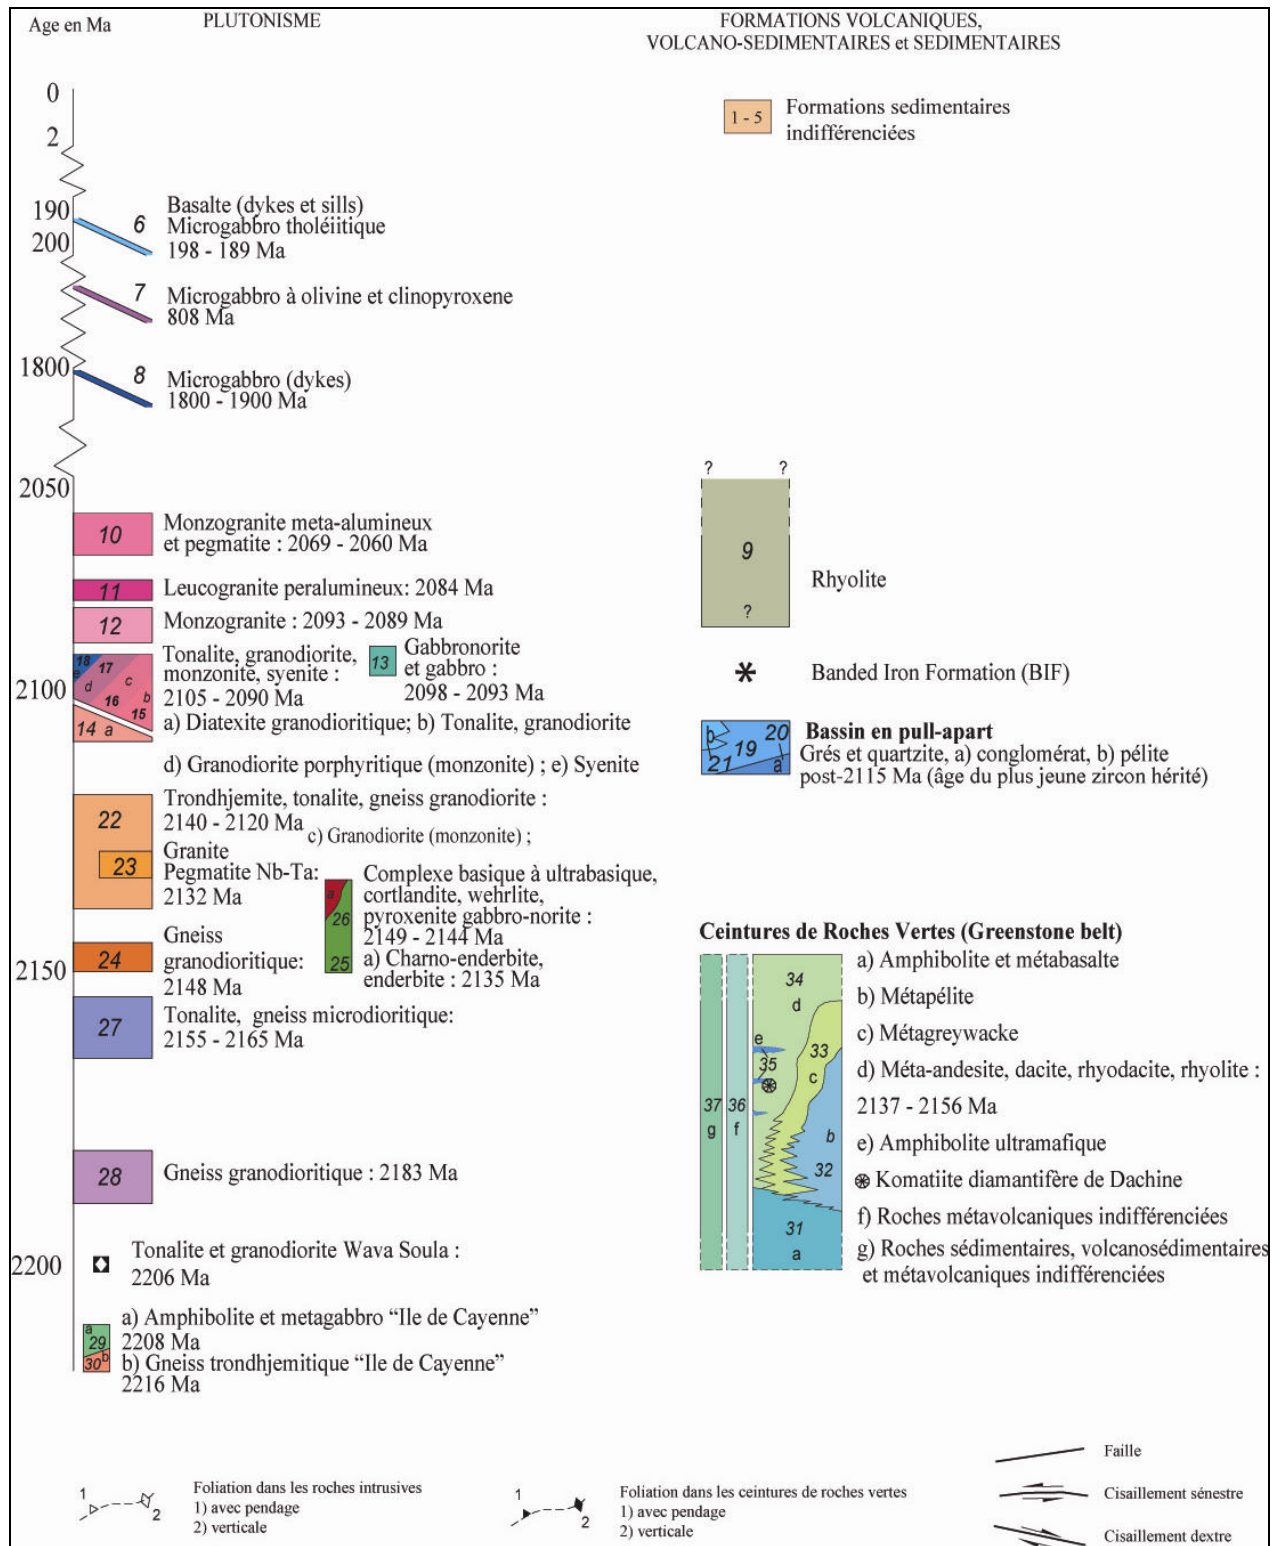 Age en Ma
PLUTONISME
FORMATIONS VOLCANIQUES,
VOLCANO-SEDIMENTAIRES et SEDIMENTAIRES
0
2
1 - 5
Formations sedimentaires
indifférenciées
190
200
6
Basalte (dykes et sills)
Microgabbro tholéiitique
198 - 189 Ma
7
Microgabbro à olivine et clinopyroxene
808 Ma
1800
8
Microgabbro (dykes)
1800 - 1900 Ma
2050
10
Monzogranite meta-alumineux
et pegmatite : 2069 - 2060 Ma
11
Leucogranite peralumineux: 2084 Ma
12
Monzogranite : 2093 - 2089 Ma
? ?
9
?
Rhyolite
2100
18 17
e d c b
16 15
14 a
Tonalite, granodiorite,
monzonite, syenite :
2105 - 2090 Ma
13
Gabbronorite
et gabbro :
2098 - 2093 Ma
a) Diatexite granodioritique; b) Tonalite, granodiorite
d) Granodiorite porphyritique (monzonite) ; e) Syenite
Banded Iron Formation (BIF)
b 20
19
21 a
Bassin en pull-apart
Grés et quartzite, a) conglomérat, b) pélite
post-2115 Ma (âge du plus jeune zircon hérité)
22
Trondhjemite, tonalite, gneiss granodiorite :
2140 - 2120 Ma
c) Granodiorite (monzonite) ;
23
Granite
Pegmatite Nb-Ta:
2132 Ma
a
26
25
Complexe basique à ultrabasique,
cortlandite, wehrlite,
pyroxenite gabbro-norite :
2149 - 2144 Ma
a) Charno-enderbite,
enderbite : 2135 Ma
2150
24
Gneiss
granodioritique:
2148 Ma
27
Tonalite, gneiss microdioritique:
2155 - 2165 Ma
28
Gneiss granodioritique : 2183 Ma
2200
Tonalite et granodiorite Wava Soula :
2206 Ma
a
29
30 b
a) Amphibolite et metagabbro “Ile de Cayenne”
2208 Ma
b) Gneiss trondhjemitique “Ile de Cayenne”
2216 Ma
Ceintures de Roches Vertes (Greenstone belt)
37
g
36
f
34
d
e
35
33
c
b
32
31
a
a) Amphibolite et métabasalte
b) Métapélite
c) Métagreywacke
d) Méta-andesite, dacite, rhyodacite, rhyolite :
2137 - 2156 Ma
e) Amphibolite ultramafique
Komatiite diamantifère de Dachine
f) Roches métavolcaniques indifférenciées
g) Roches sédimentaires, volcanosédimentaires
et métavolcaniques indifférenciées
1
2
Foliation dans les roches intrusives
1) avec pendage
2) verticale
1
2
Foliation dans les ceintures de roches vertes
1) avec pendage
2) verticale
Faille
Cisaillement sénestre
Cisaillement dextre